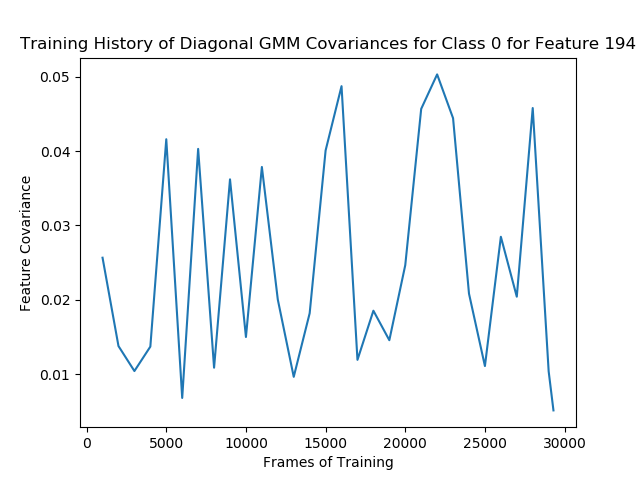 Training History of Diagonal GMM Covariances for Class 0 for Feature 194
0.05
0.04
0.03
0.02
0.01
Feature Covariance
0 5000 10000 15000 20000 25000 30000
Frames of Training